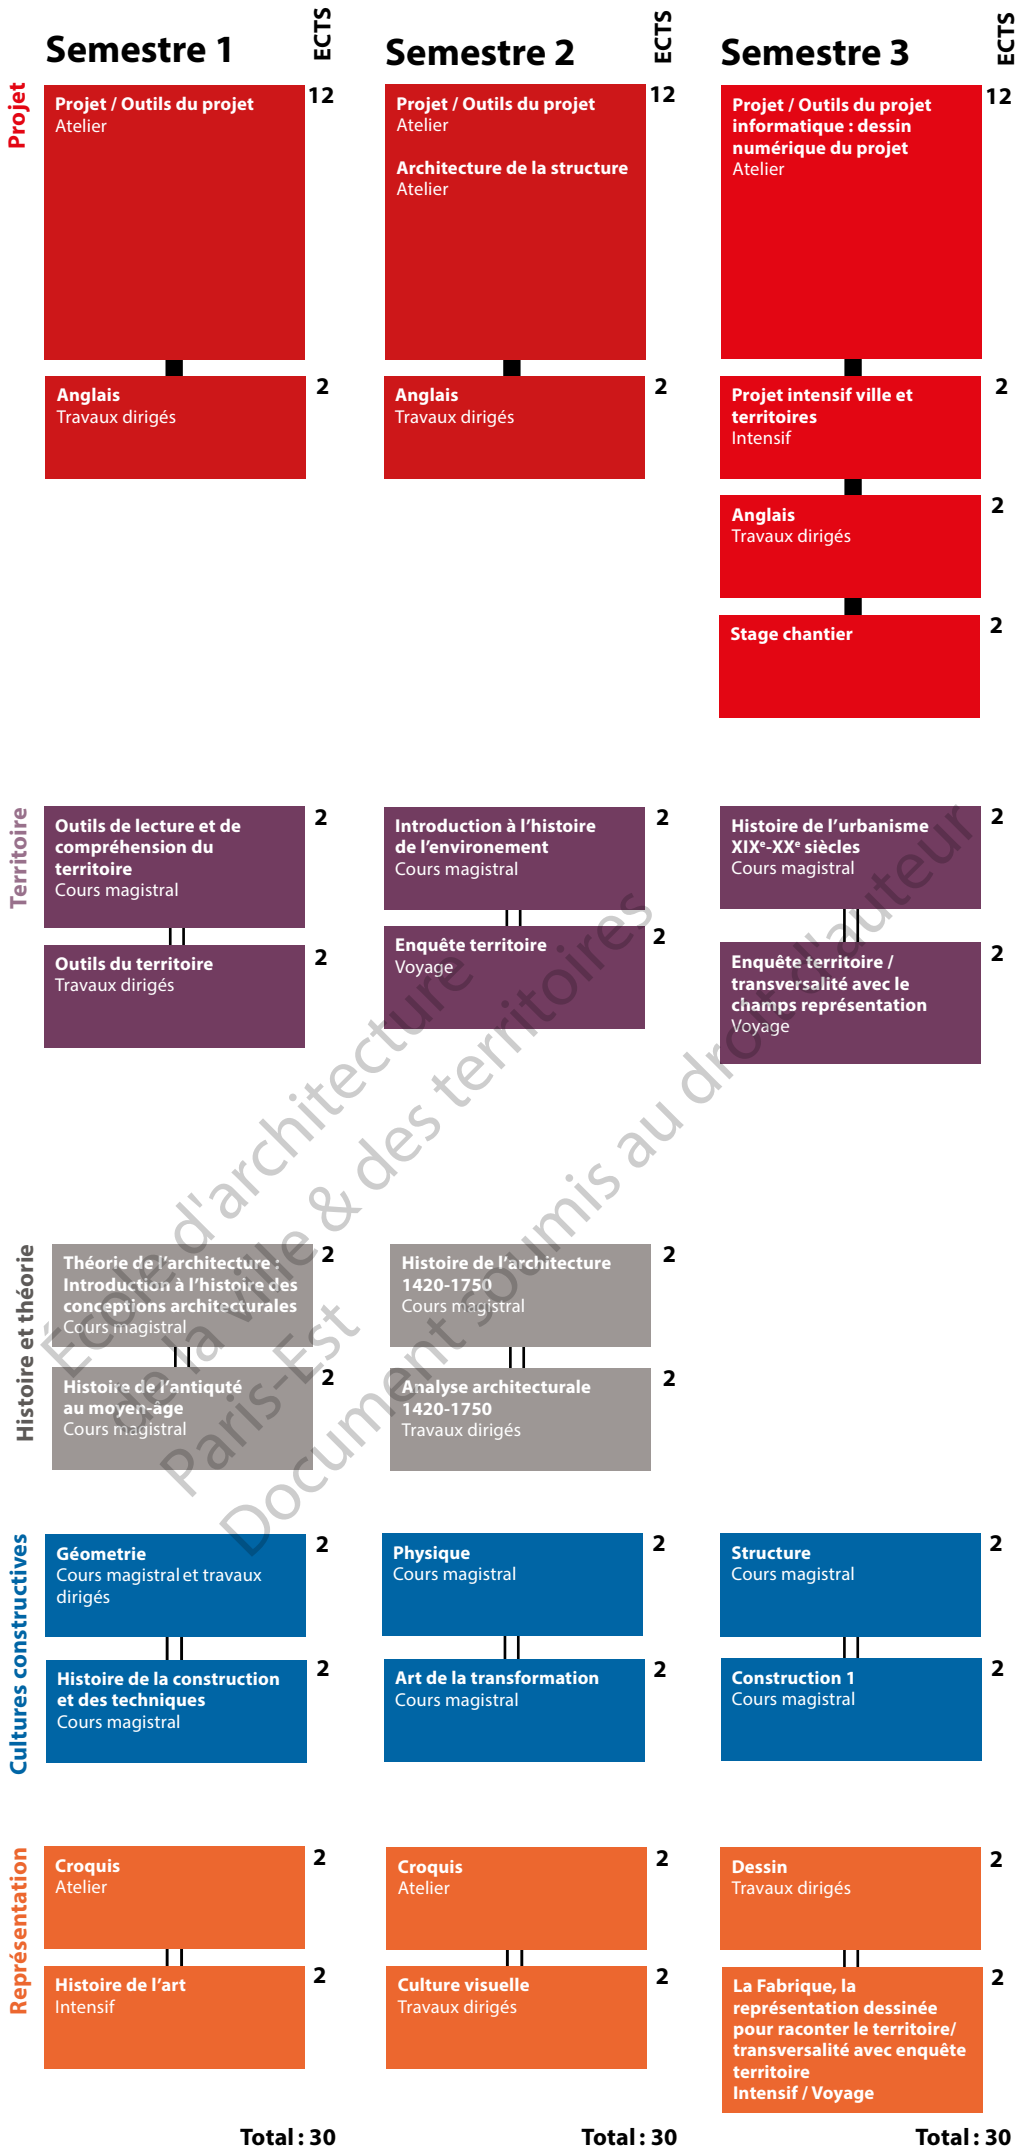 Semestre 1
ECTS
Semestre 2
ECTS
Semestre 3
ECTS
Projet
Projet / Outils du projet
Atelier
12
Projet / Outils du projet
Atelier
Architecture de la structure
Atelier
12
Projet / Outils du projet
informatique : dessin
numérique du projet
Atelier
12
Anglais
Travaux dirigés
2
Anglais
Travaux dirigés
2
Projet intensif ville et
territoires
Intensif
2
Anglais
Travaux dirigés
2
Stage chantier
2
Territoire
Outils de lecture et de
compréhension du
territoire
Cours magistral
2
Introduction à l'histoire
de l'environement
Cours magistral
2
Histoire de l'urbanisme
XIXe-XXe siècles
Cours magistral
2
Outils du territoire
Travaux dirigés
2
Enquête territoire
Voyage
2
Enquête territoire /
transversalité avec le
champs représentation
Voyage
2
Histoire et théorie
Théorie de l'architecture :
Introduction à l'histoire des
conceptions architecturales
Cours magistral
2
Histoire de l'architecture
1420-1750
Cours magistral
2
Histoire de l'antiquté
au moyen-âge
Cours magistral
2
Analyse architecturale
1420-1750
Travaux dirigés
2
Cultures constructives
Géometrie
Cours magistral et travaux
dirigés
2
Physique
Cours magistral
2
Structure
Cours magistral
2
Histoire de la construction
et des techniques
Cours magistral
2
Art de la transformation
Cours magistral
2
Construction 1
Cours magistral
2
Représentation
Croquis
Atelier
2
Croquis
Atelier
2
Dessin
Travaux dirigés
2
Histoire de l'art
Intensif
2
Culture visuelle
Travaux dirigés
2
La Fabrique, la
représentation dessinée
pour raconter le territoire/
transversalité avec enquête
territoire
Intensif / Voyage
2
Total : 30
Total : 30
Total : 30
École d'architecture
de la ville & des territoires
Paris-Est
Document soumis au droit d'auteur